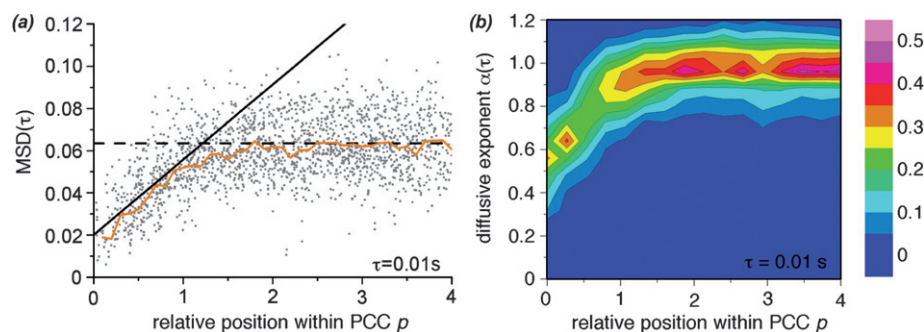 (a)
0.12
0.10
0.08
0.06
0.04
0.02
0
MSD(τ)
τ=0.01s
0 1 2 3 4
relative position within PCC p
(b)
1.2
1.0
0.8
0.6
0.4
0.2
0
diffusive exponent α(τ)
τ = 0.01 s
0 1 2 3 4
relative position within PCC p
0.5
0.4
0.3
0.2
0.1
0